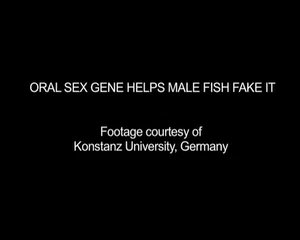 ORAL SEX GENE HELPS MALE FISH FAKE IT
Footage courtesy of
Konstanz University, Germany